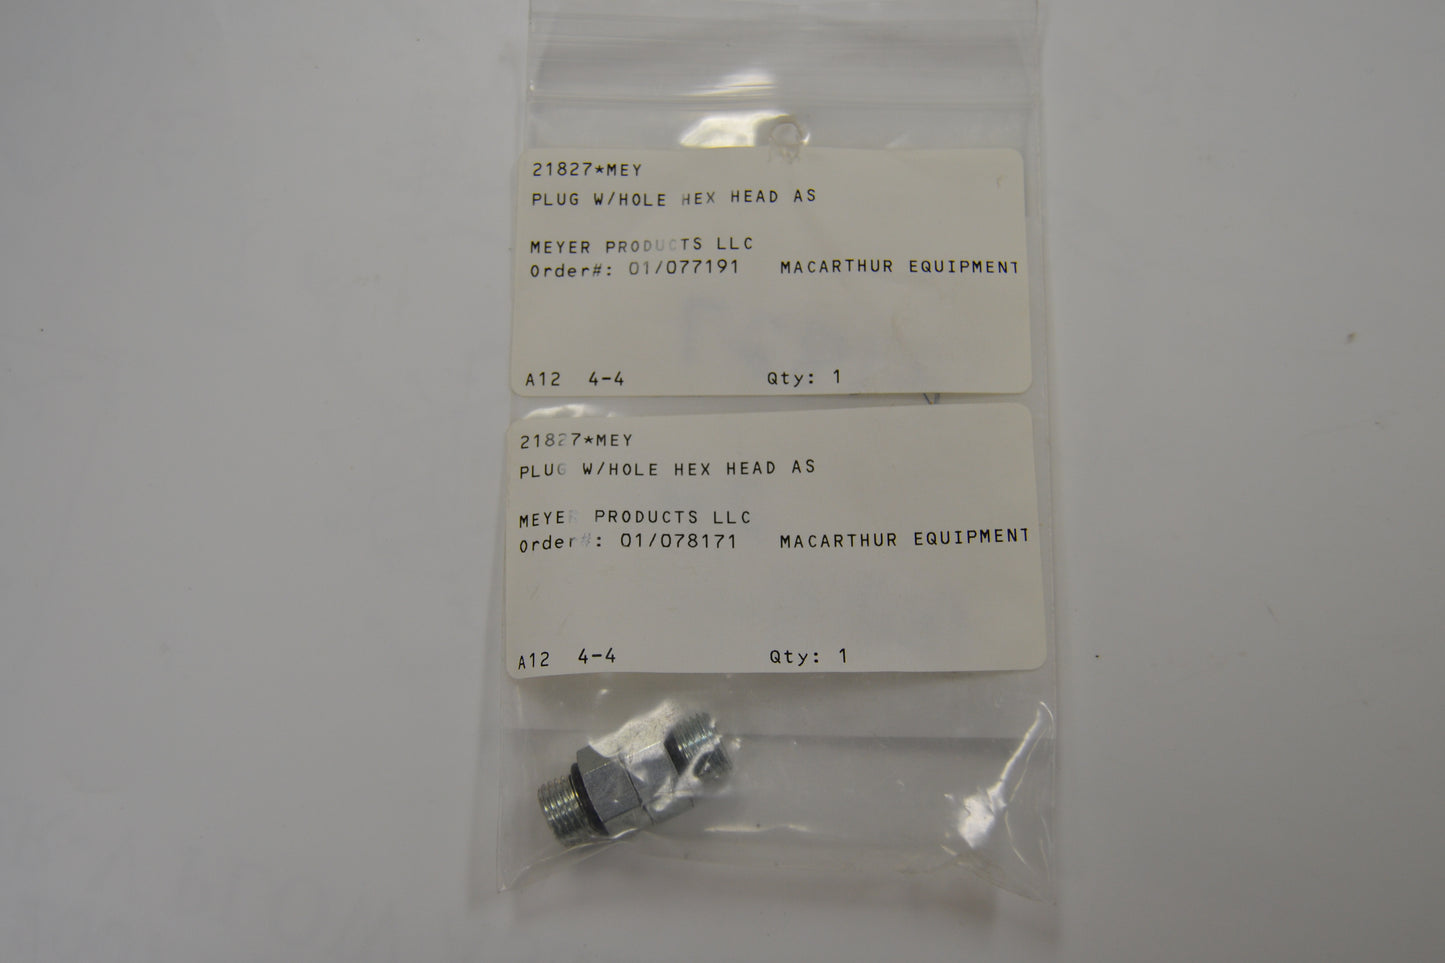 21827*MEY
PLUG W/HOLE HEX HEAD AS
MEYER PRODUCTS LLC
Order#: 01/077191 MACARTHUR EQUIPMENT
A12 4-4 Qty: 1
21827*MEY
PLUG W/HOLE HEX HEAD AS
MEYER PRODUCTS LLC
Order#: 01/078171 MACARTHUR EQUIPMENT
A12 4-4 Qty: 1